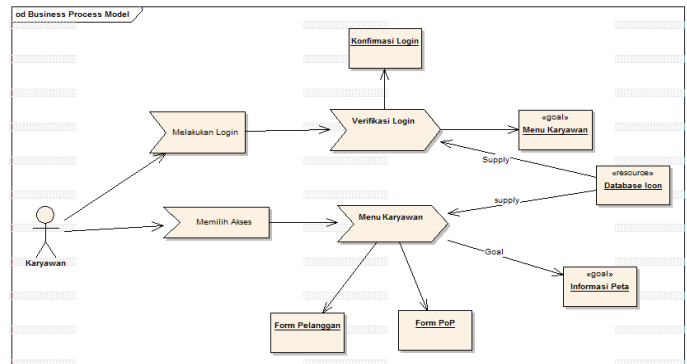 od Business Process Model
Konfirmasi Login
Melakukan Login
Verifikasi Login
«goal»
Menu Karyawan
Supply
«resource»
Database Icon
supply
Memilih Akses
Menu Karyawan
Karyawan
Goal
«goal»
Informasi Peta
Form Pelanggan
Form PoP